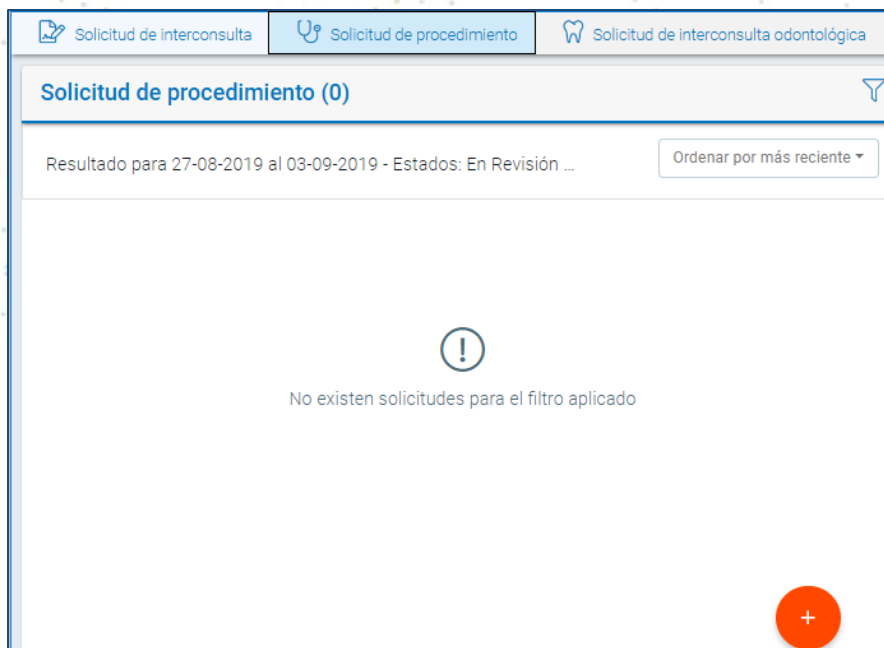 Solicitud de interconsulta
Solicitud de procedimiento
Solicitud de interconsulta odontológica
Solicitud de procedimiento (0)
Resultado para 27-08-2019 al 03-09-2019 - Estados: En Revisión ...
Ordenar por más reciente
No existen solicitudes para el filtro aplicado
+